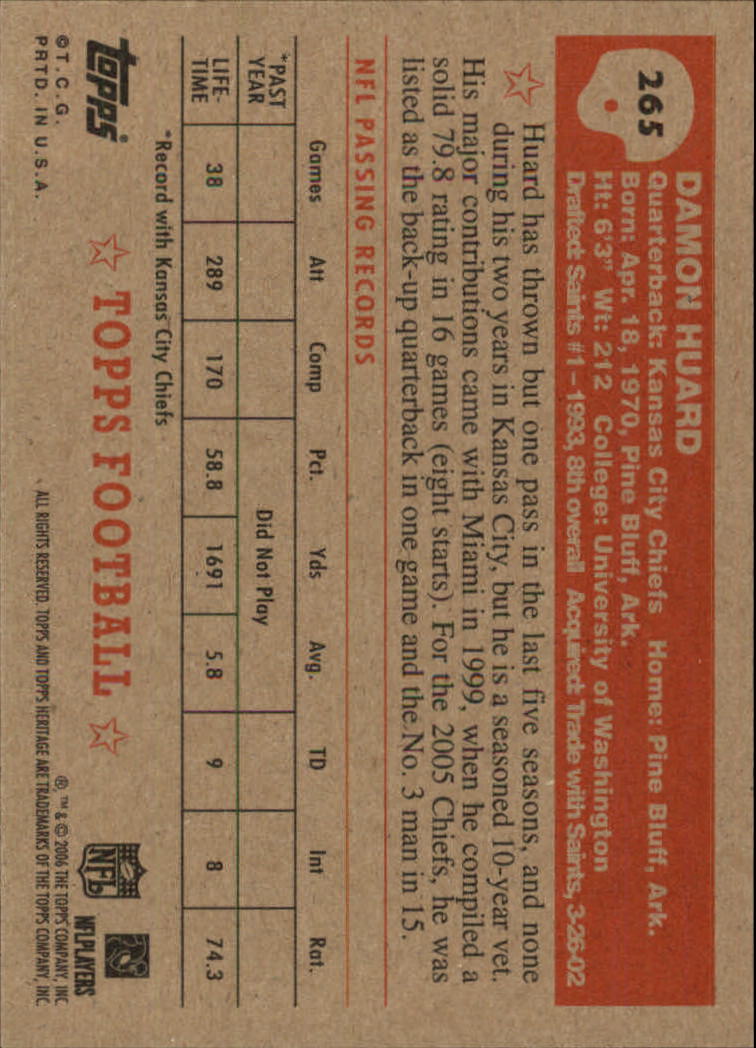 265
DAMON HUARD
Quarterback: Kansas City Chiefs Home: Pine Bluff, Ark.
Born: Apr. 18, 1970, Pine Bluff, Ark.
Ht: 6'3" Wt: 212 College: University of Washington
Drafted: Saints #1-1993, 8th overall Acquired: Trade with Saints, 3-26-02
Huard has thrown but one pass in the last five seasons, and none
during his two years in Kansas City, but he is a seasoned 10-year vet.
His major contributions came with Miami in 1999, when he compiled a
solid 79.8 rating in 16 games (eight starts). For the 2005 Chiefs, he was
listed as the back-up quarterback in one game and the No. 3 man in 15.
NFL PASSING RECORDS
Games Att Comp Pct. Yds Avg. TD Int Rat.
*PAST YEAR Did Not Play
LIFE-TIME 38 289 170 58.8 1691 5.8 9 8 74.3
*Record with Kansas City Chiefs
topps®
©T.C.G.
PRTD. IN U.S.A.
TOPPS FOOTBALL
NFL
NFLPLAYERS
®, ™ & © 2006 THE TOPPS COMPANY, INC.
ALL RIGHTS RESERVED. TOPPS AND TOPPS HERITAGE ARE TRADEMARKS OF THE TOPPS COMPANY, INC.